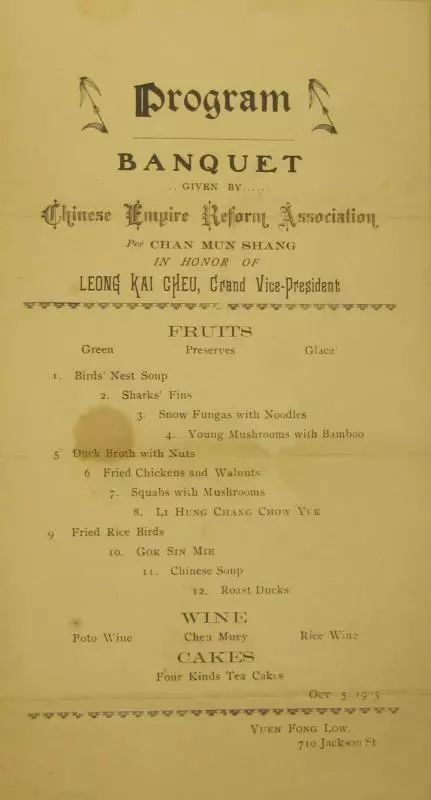 Program
BANQUET
.. GIVEN BY .....
Chinese Empire Reform Association
Per CHAN MUN SHANG
IN HONOR OF
LEONG KAI CHEU, Grand Vice-President
FRUITS
Green Preserves Glace'
1. Birds' Nest Soup
2. Sharks' Fins
3. Snow Fungas with Noodles
4. Young Mushrooms with Bamboo
5 Duck Broth with Nuts
6 Fried Chickens and Walnuts
7. Squabs with Mushrooms
8. LI HUNG CHANG CHOW YUK
9 Fried Rice Birds
10. GOK SIN MIE
11. Chinese Soup
12. Roast Ducks
WINE
Poto Wine Chen Muey Rice Wine
CAKES
Four Kinds Tea Cakes
OCT 5, 1903
YUEN FONG LOW,
710 Jackson St